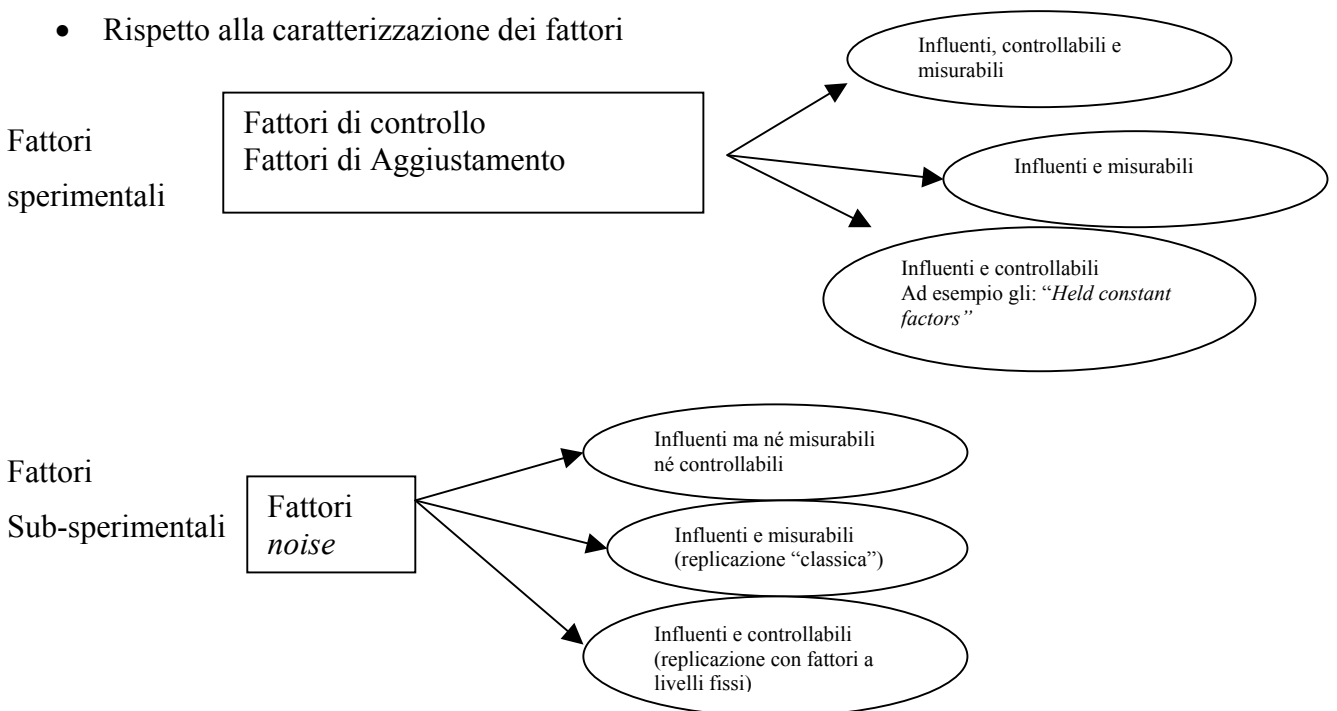 • Rispetto alla caratterizzazione dei fattori
Fattori
sperimentali
Fattori di controllo
Fattori di Aggiustamento
Influenti, controllabili e
misurabili
Influenti e misurabili
Influenti e controllabili
Ad esempio gli: “Held constant
factors”
Fattori
Sub-sperimentali
Fattori
noise
Influenti ma né misurabili
né controllabili
Influenti e misurabili
(replicazione “classica”)
Influenti e controllabili
(replicazione con fattori a
livelli fissi)